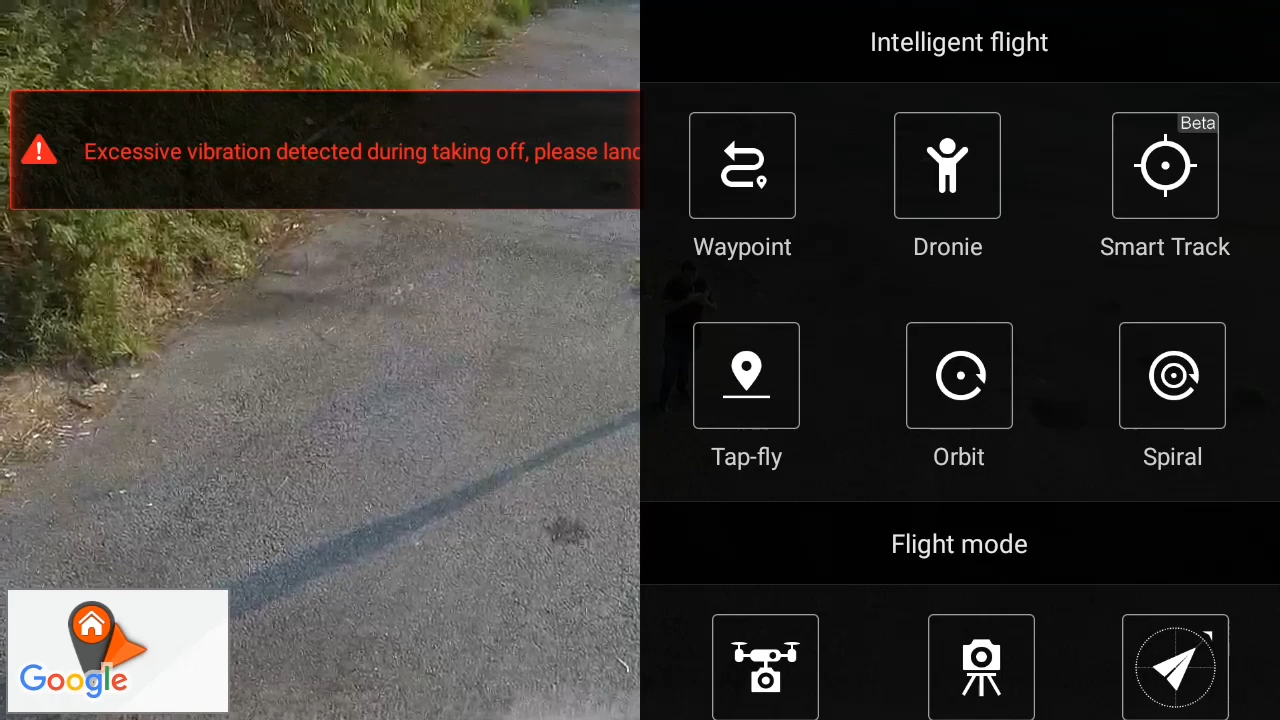 Intelligent flight
Excessive vibration detected during taking off, please land
Beta
Waypoint
Dronie
Smart Track
Tap-fly
Orbit
Spiral
Flight mode
Google